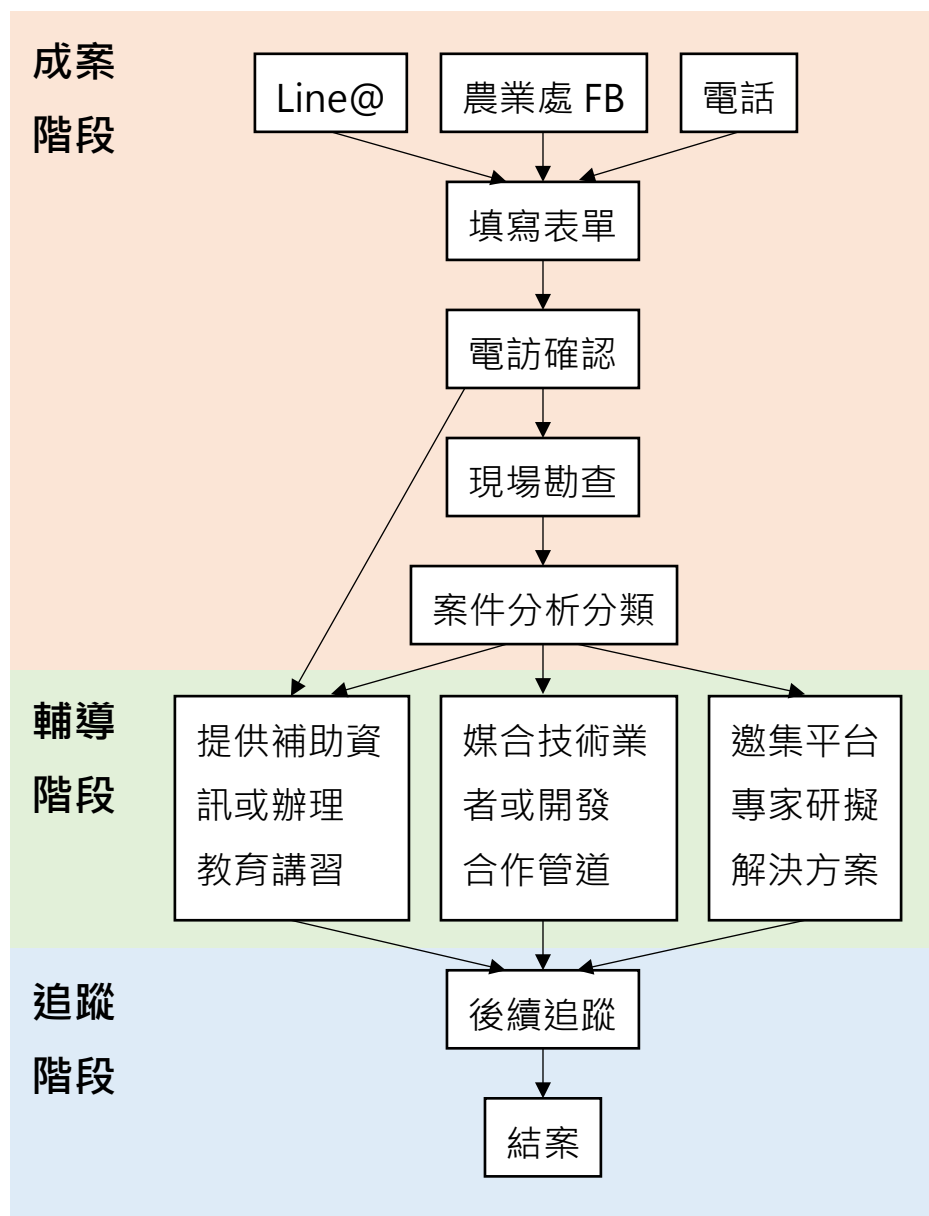 成案
階段
Line@
農業處 FB
電話
填寫表單
電訪確認
現場勘查
案件分析分類
輔導
階段
提供補助資
訊或辦理
教育講習
媒合技術業
者或開發
合作管道
邀集平台
專家研擬
解決方案
追蹤
階段
後續追蹤
結案